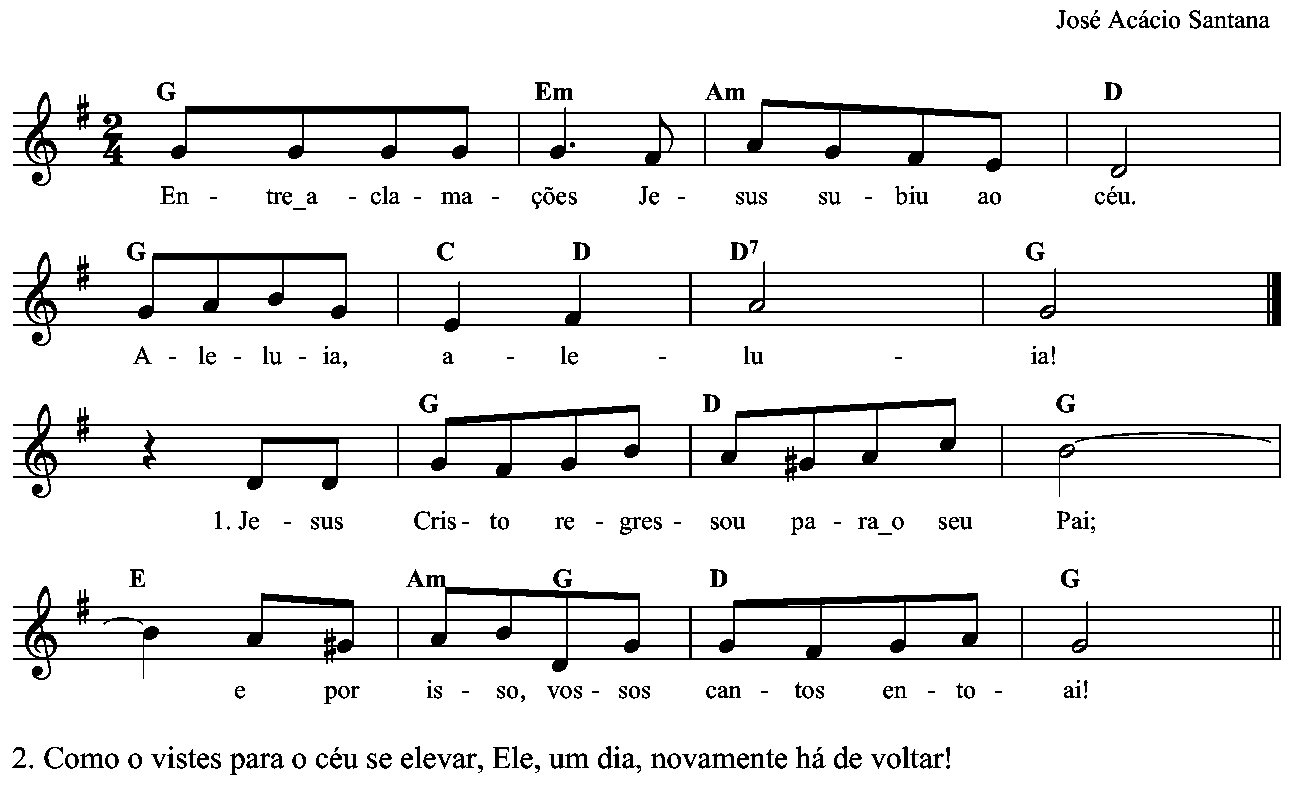 José Acácio Santana
G Em Am D
2
4
En - tre_a - cla - ma - ções Je - sus su - biu ao céu.
G C D D7 G
A - le - lu - ia, a - le - lu - ia!
G D G
1. Je - sus Cris - to re - gres - sou pa - ra_o seu Pai;
E Am G D G
e por is - so, vos - sos can - tos en - to - ai!
2. Como o vistes para o céu se elevar, Ele, um dia, novamente há de voltar!